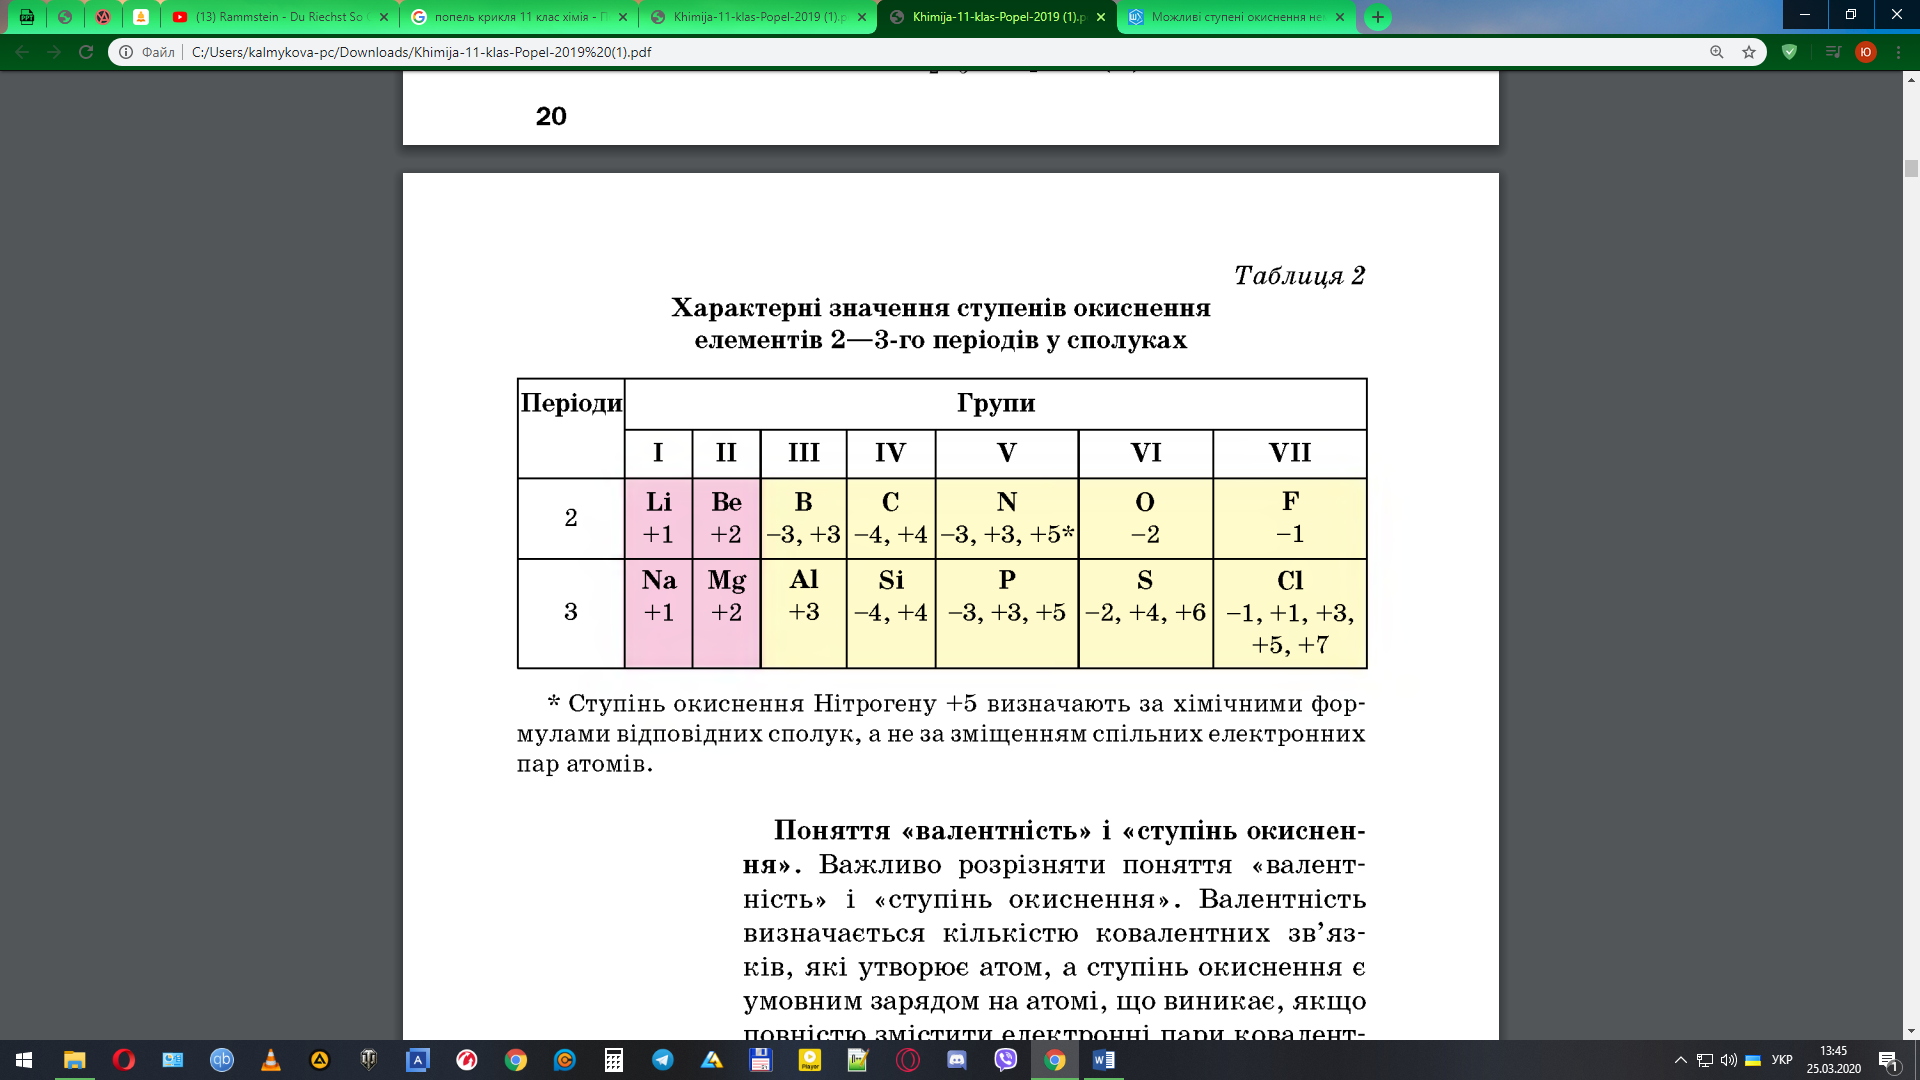 (13) Rammstein - Du Riechst So G
попель крикля 11 клас хімія - П
Khimija-11-klas-Popel-2019 (1).p
Khimija-11-klas-Popel-2019 (1).p
Можливі ступені окиснення не
Файл
C:/Users/kalmykova-pc/Downloads/Khimija-11-klas-Popel-2019%20(1).pdf
Ю
20
Таблиця 2
Характерні значення ступенів окиснення
елементів 2—3-го періодів у сполуках
Періоди Групи
I II III IV V VI VII
2 Li Be B C N O F
+1 +2 –3, +3 –4, +4 –3, +3, +5* –2 –1
3 Na Mg Al Si P S Cl
+1 +2 +3 –4, +4 –3, +3, +5 –2, +4, +6 –1, +1, +3,
+5, +7
* Ступінь окиснення Нітрогену +5 визначають за хімічними фор-
мулами відповідних сполук, а не за зміщенням спільних електронних
пар атомів.
Поняття «валентність» і «ступінь окиснен-
ня». Важливо розрізняти поняття «валент-
ність» і «ступінь окиснення». Валентність
визначається кількістю ковалентних зв’яз-
ків, які утворює атом, а ступінь окиснення є
умовним зарядом на атомі, що виникає, якщо
повністю змістити електронні пари ковалент-
УКР
13:45
25.03.2020
1